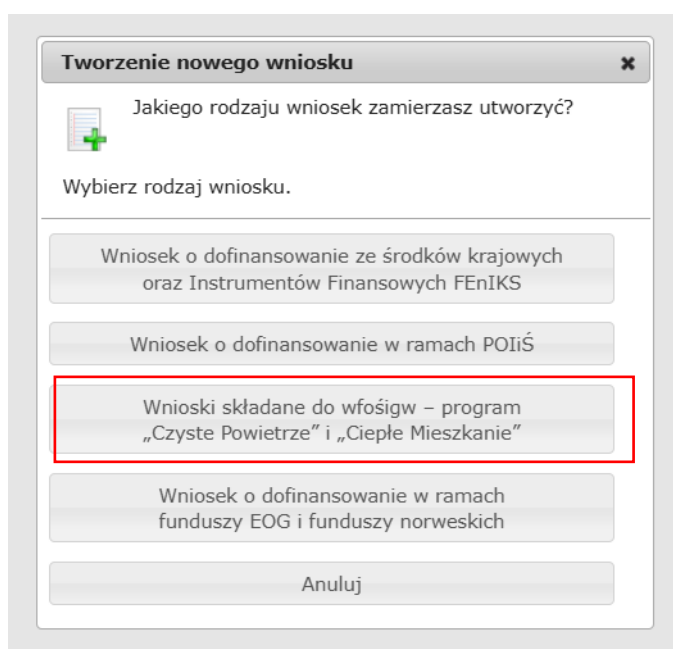 Tworzenie nowego wniosku
Jakiego rodzaju wniosek zamierzasz utworzyć?
Wybierz rodzaj wniosku.
Wniosek o dofinansowanie ze środków krajowych
oraz Instrumentów Finansowych FEnIKS
Wniosek o dofinansowanie w ramach POIiŚ
Wnioski składane do wfośigw – program
„Czyste Powietrze” i „Ciepłe Mieszkanie”
Wniosek o dofinansowanie w ramach
funduszy EOG i funduszy norweskich
Anuluj